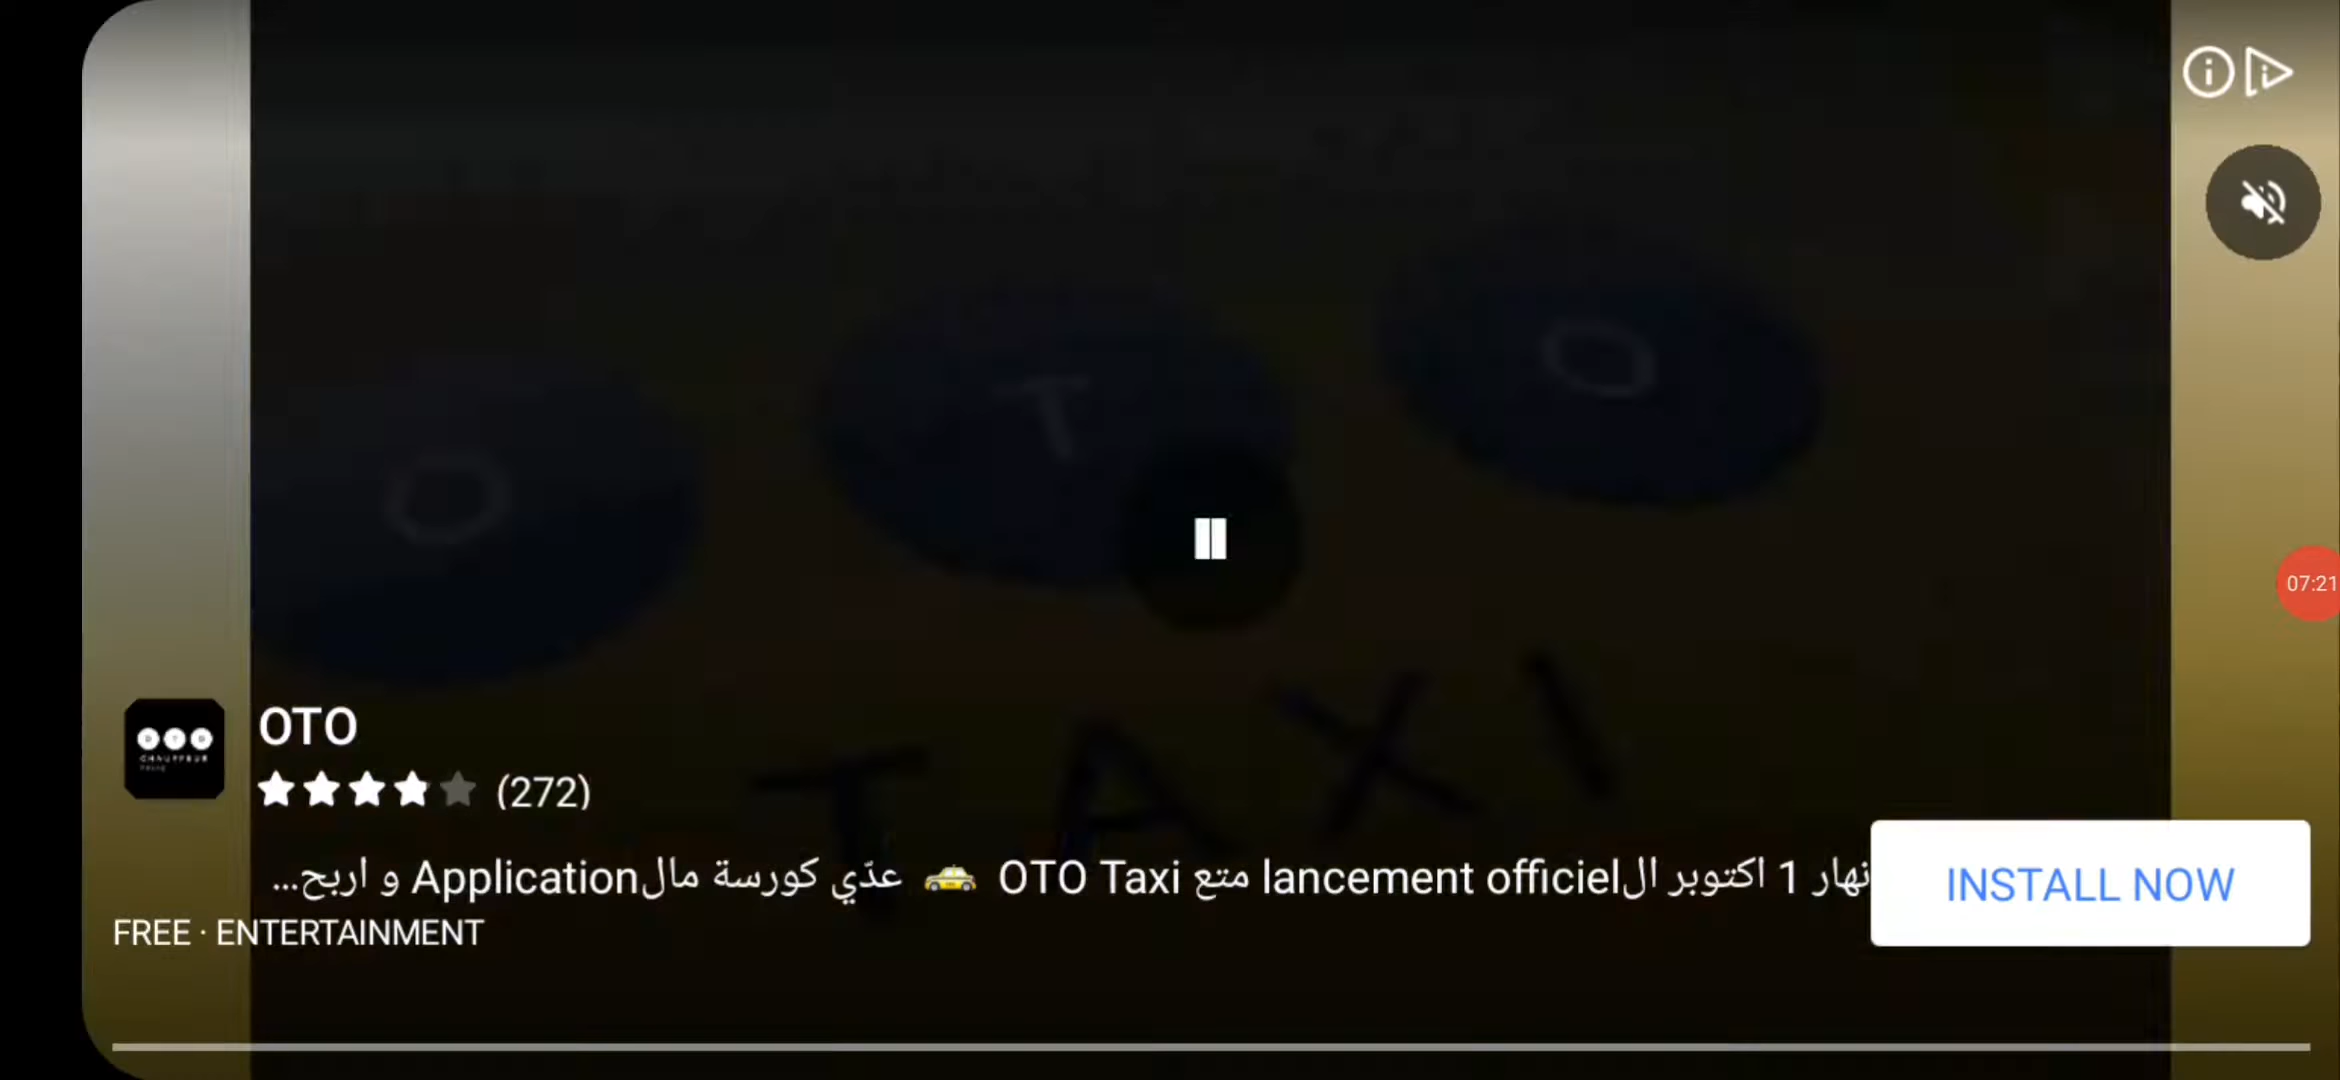 O T O
07:21
TAXI
OTO
CHAUFFEUR
(272)
نهار 1 اكتوبر الlancement officiel متع OTO Taxi 🚕 عدّي كورسة مالApplication و اربح...
INSTALL NOW
FREE · ENTERTAINMENT